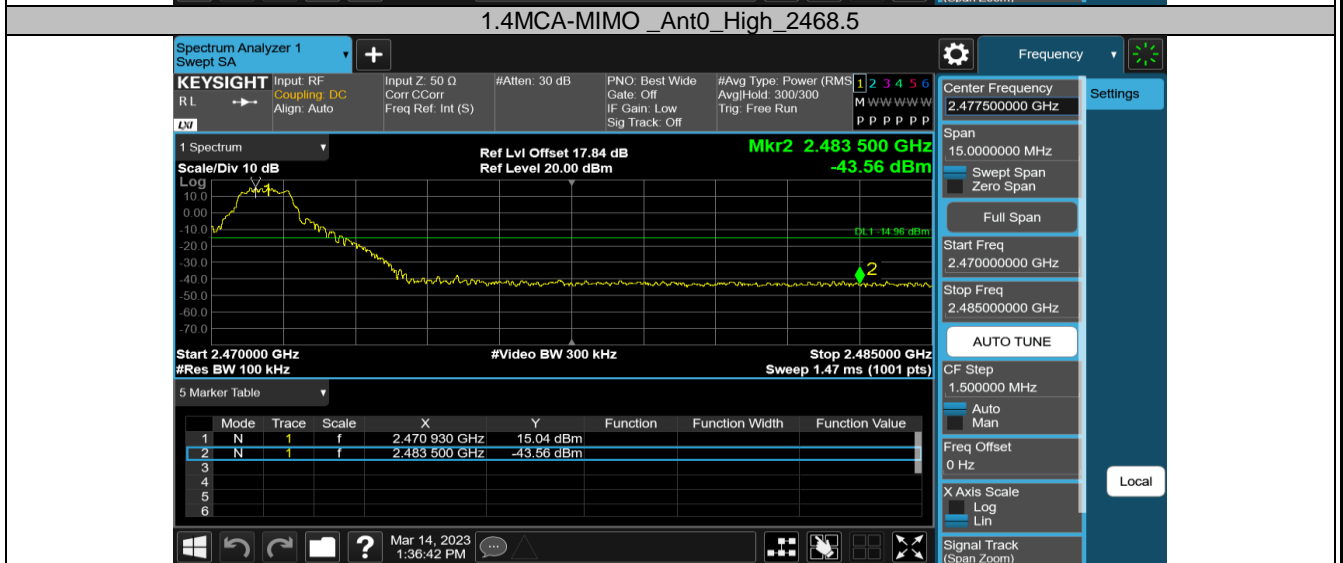 (Span Zoom)
1.4MCA-MIMO _Ant0_High_2468.5
Spectrum Analyzer 1
Swept SA
+
Frequency
KEYSIGHT
RL
LXI
Input: RF
Coupling: DC
Align: Auto
Input Z: 50 Ω
Corr CCorr
Freq Ref: Int (S)
#Atten: 30 dB
PNO: Best Wide
Gate: Off
IF Gain: Low
Sig Track: Off
#Avg Type: Power (RMS
Avg|Hold: 300/300
Trig: Free Run
1 2 3 4 5 6
M W W W W W
P P P P P P
1 Spectrum
Scale/Div 10 dB
Ref Lvl Offset 17.84 dB
Ref Level 20.00 dBm
Mkr2 2.483 500 GHz
-43.56 dBm
Log
10.0
0.00
-10.0
-20.0
-30.0
-40.0
-50.0
-60.0
-70.0
1
DL1 -14.96 dBm
2
Start 2.470000 GHz
#Video BW 300 kHz
Stop 2.485000 GHz
#Res BW 100 kHz
Sweep 1.47 ms (1001 pts)
5 Marker Table
Mode Trace Scale X Y Function Function Width Function Value
1 N 1 f 2.470 930 GHz 15.04 dBm
2 N 1 f 2.483 500 GHz -43.56 dBm
3
4
5
6
Mar 14, 2023
1:36:42 PM
?
Center Frequency
2.477500000 GHz
Settings
Span
15.0000000 MHz
Swept Span
Zero Span
Full Span
Start Freq
2.470000000 GHz
Stop Freq
2.485000000 GHz
AUTO TUNE
CF Step
1.500000 MHz
Auto
Man
Freq Offset
0 Hz
Local
X Axis Scale
Log
Lin
Signal Track
(Span Zoom)